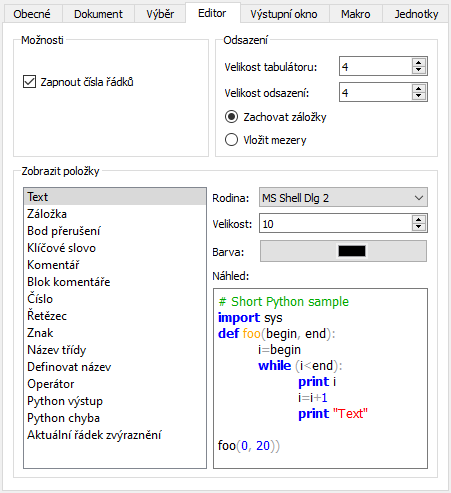 Obecné Dokument Výběr Editor Výstupní okno Makro Jednotky
Možnosti
Zapnout čísla řádků
Odsazení
Velikost tabulátoru: 4
Velikost odsazení: 4
Zachovat záložky
Vložit mezery
Zobrazit položky
Text
Záložka
Bod přerušení
Klíčové slovo
Komentář
Blok komentáře
Číslo
Řetězec
Znak
Název třídy
Definovat název
Operátor
Python výstup
Python chyba
Aktuální řádek zvýraznění
Rodina: MS Shell Dlg 2
Velikost: 10
Barva:
Náhled:
# Short Python sample
import sys
def foo(begin, end):
i=begin
while (i<end):
print i
i=i+1
print "Text"
foo(0, 20))